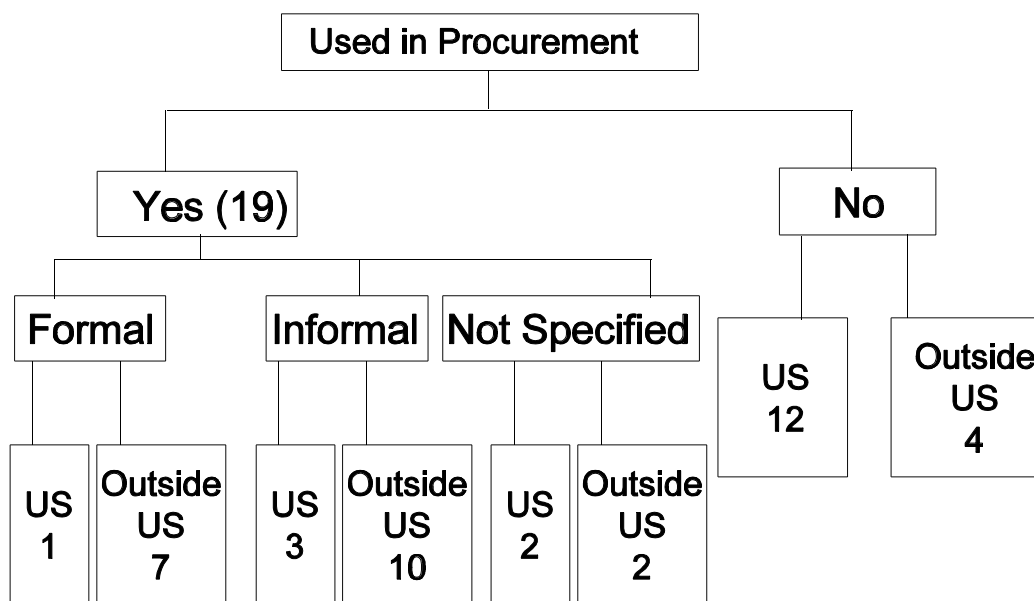 Used in Procurement
Yes (19)
No
Formal
Informal
Not Specified
US
12
Outside
US
4
US
1
Outside
US
7
US
3
Outside
US
10
US
2
Outside
US
2